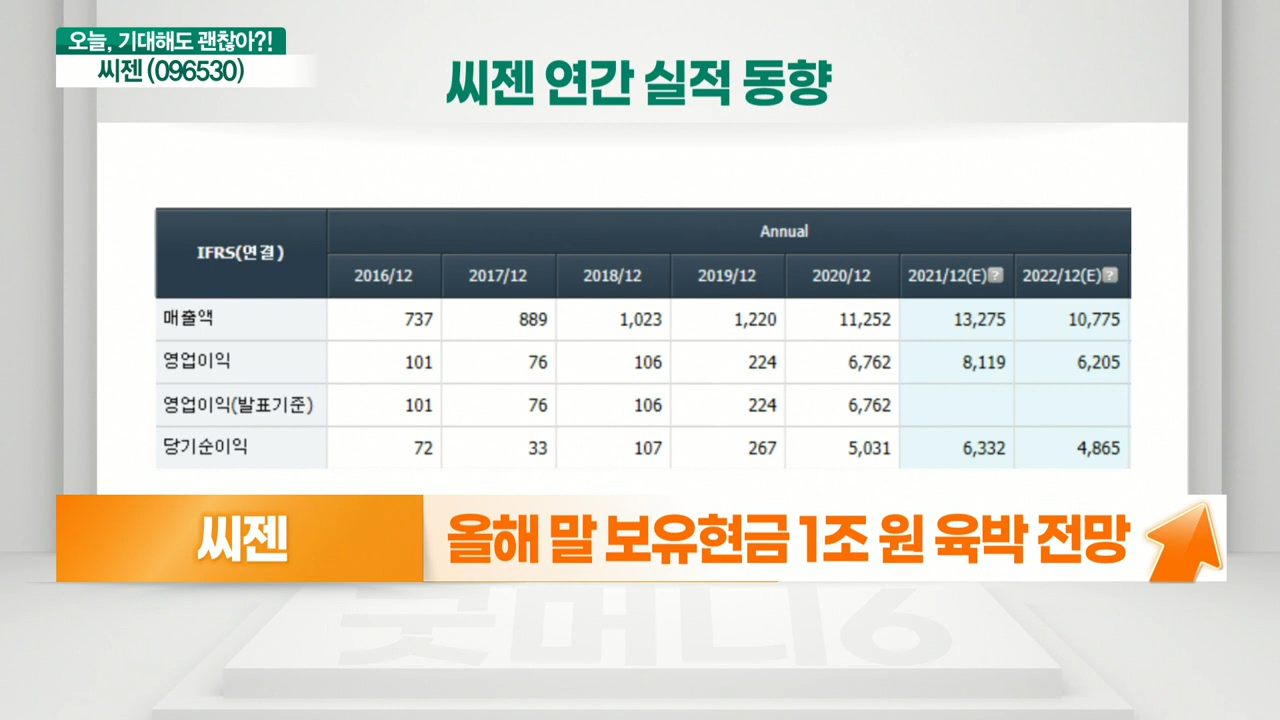 오늘, 기대해도 괜찮아?!
씨젠 (096530)
씨젠 연간 실적 동향
IFRS(연결) Annual
2016/12 2017/12 2018/12 2019/12 2020/12 2021/12(E)? 2022/12(E)?
매출액 737 889 1,023 1,220 11,252 13,275 10,775
영업이익 101 76 106 224 6,762 8,119 6,205
영업이익(발표기준) 101 76 106 224 6,762
당기순이익 72 33 107 267 5,031 6,332 4,865
씨젠 올해 말 보유현금 1조 원 육박 전망
굿머니6